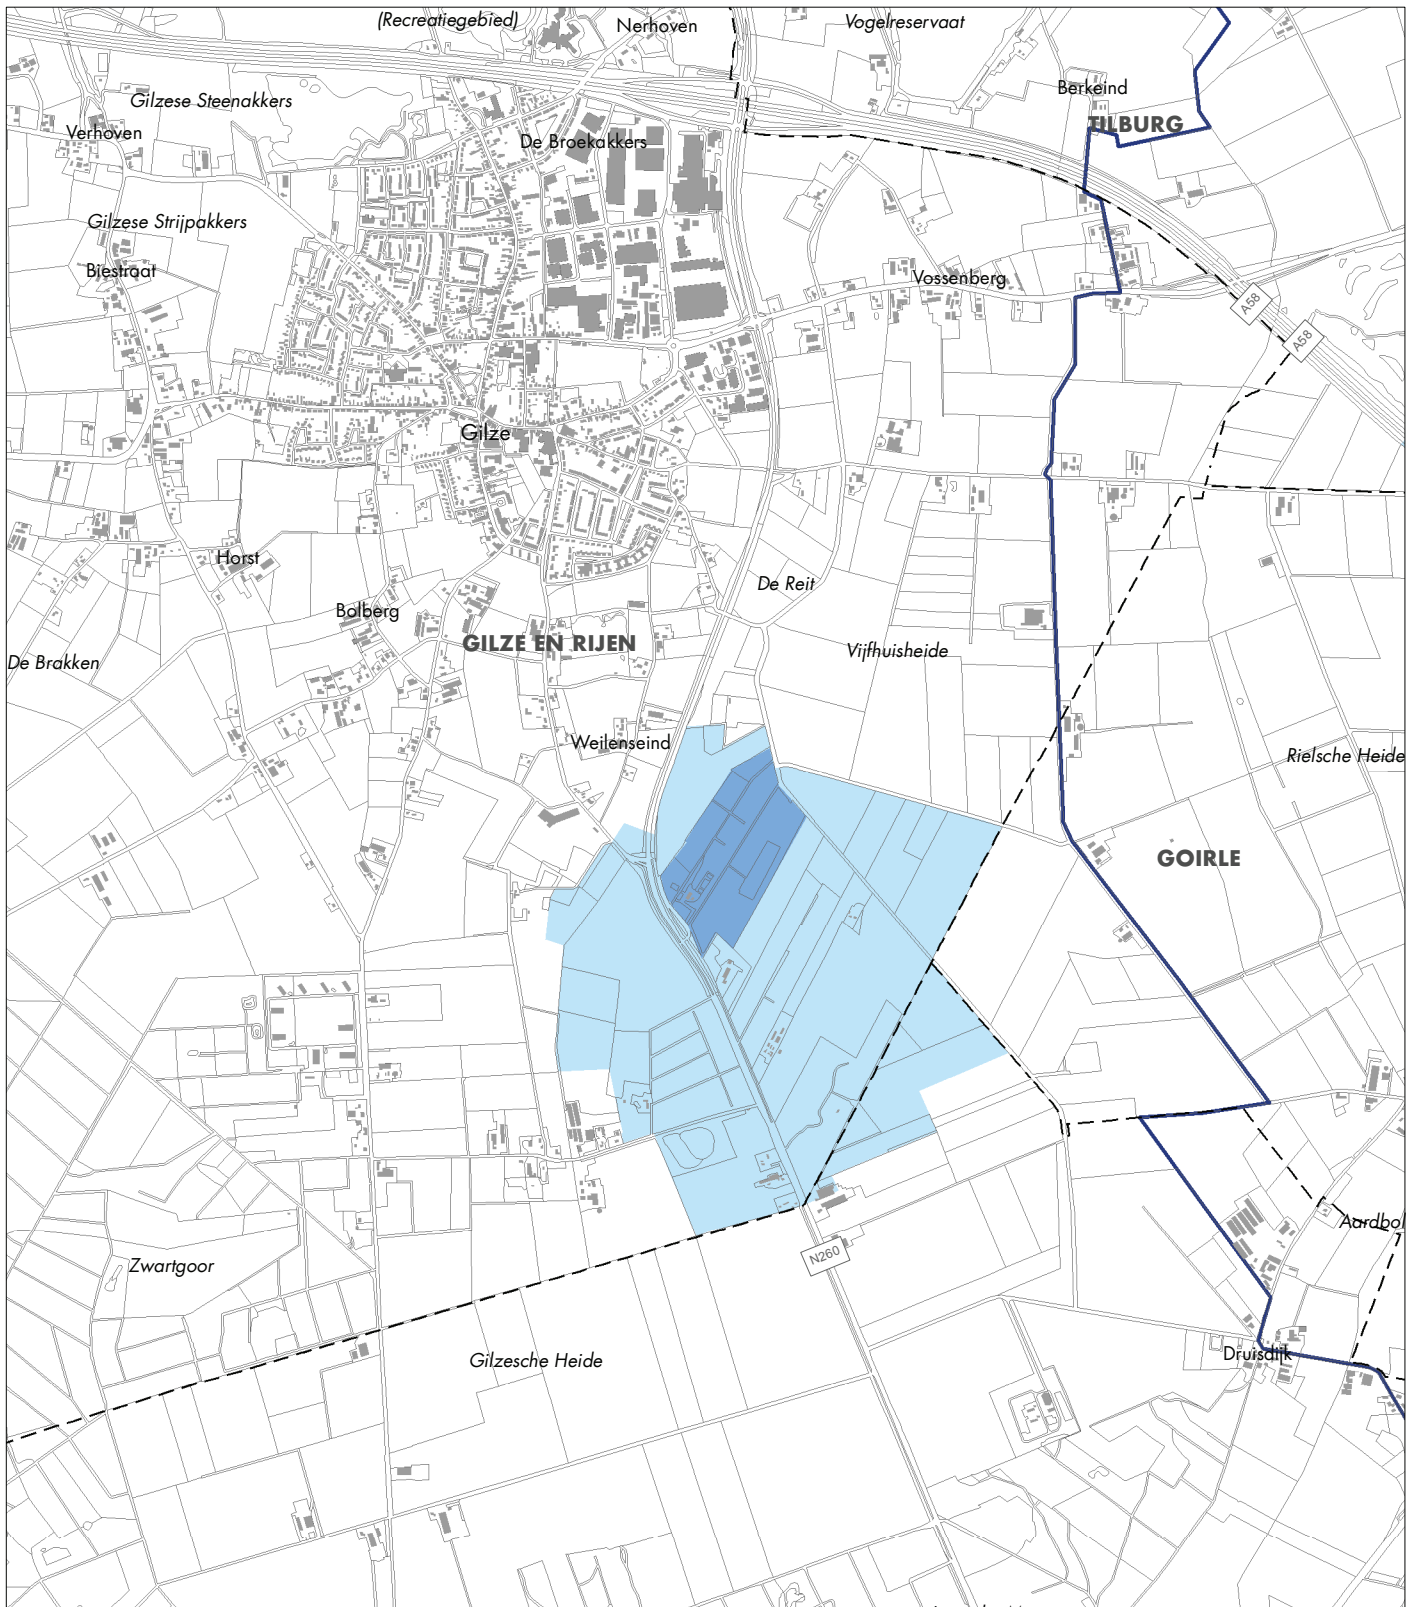 (Recreatiegebied)
Nerhoven
Vogelreservaat
Berkeind
Gilzese Steenakkers
TILBURG
Verhoven
De Broekakkers
Gilzese Strijpakkers
Biestraat
Vossenberg
A58
A58
Gilze
Horst
De Reit
Bolberg
GILZE EN RIJEN
Vijfhuisheide
De Brakken
Weilenseind
Rielsche Heide
GOIRLE
Aardbol
N260
Zwartgoor
Druisdijk
Gilzesche Heide